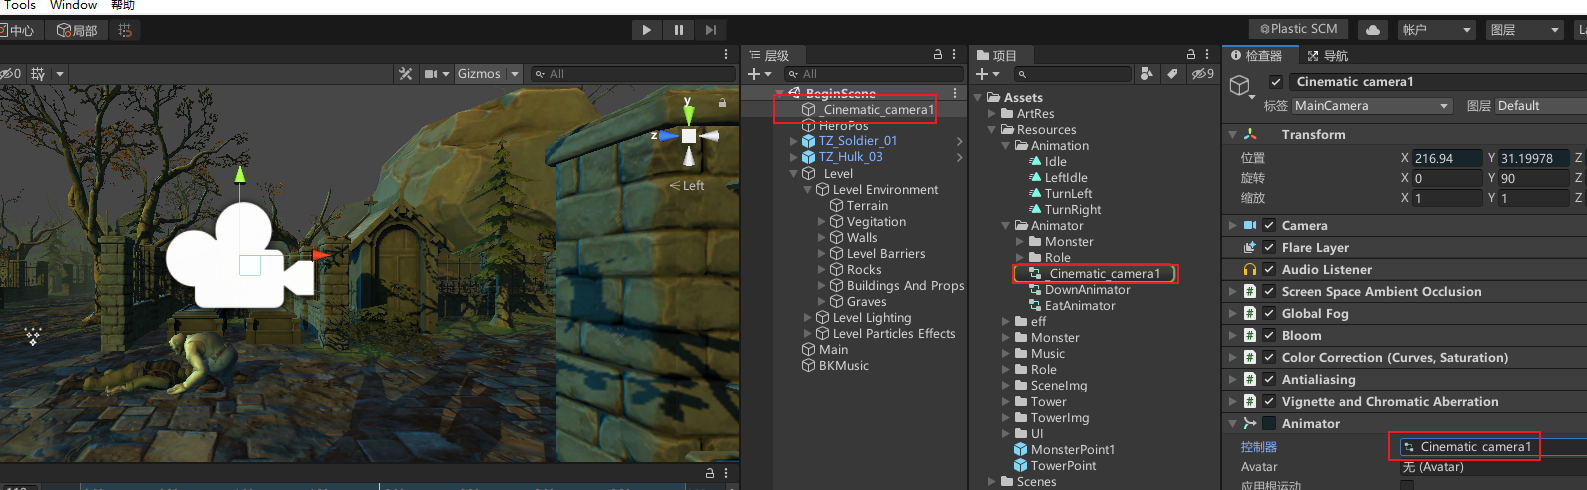 Tools Window 帮助
中心 局部
Plastic SCM 帐户 图层
0 Gizmos All
层级
All
BeginScene
_Cinematic_camera1
HeroPos
TZ_Soldier_01
TZ_Hulk_03
Level
Level Environment
Terrain
Vegitation
Walls
Level Barriers
Rocks
Buildings And Props
Graves
Level Lighting
Level Particles Effects
Main
BKMusic
y
z
< Left
项目
9
Assets
ArtRes
Resources
Animation
Idle
LeftIdle
TurnLeft
TurnRight
Animator
Monster
Role
_Cinematic_camera1
DownAnimator
EatAnimator
eff
Monster
Music
Role
SceneImg
Tower
TowerImg
UI
MonsterPoint1
TowerPoint
Scenes
检查器 导航
_Cinematic camera1
标签 MainCamera 图层 Default
Transform
位置 X 216.94 Y 31.19978 Z
旋转 X 0 Y 90 Z
缩放 X 1 Y 1 Z
Camera
Flare Layer
Audio Listener
Screen Space Ambient Occlusion
Global Fog
Bloom
Color Correction (Curves, Saturation)
Antialiasing
Vignette and Chromatic Aberration
Animator
控制器 _Cinematic camera1
Avatar 无 (Avatar)
应用根运动